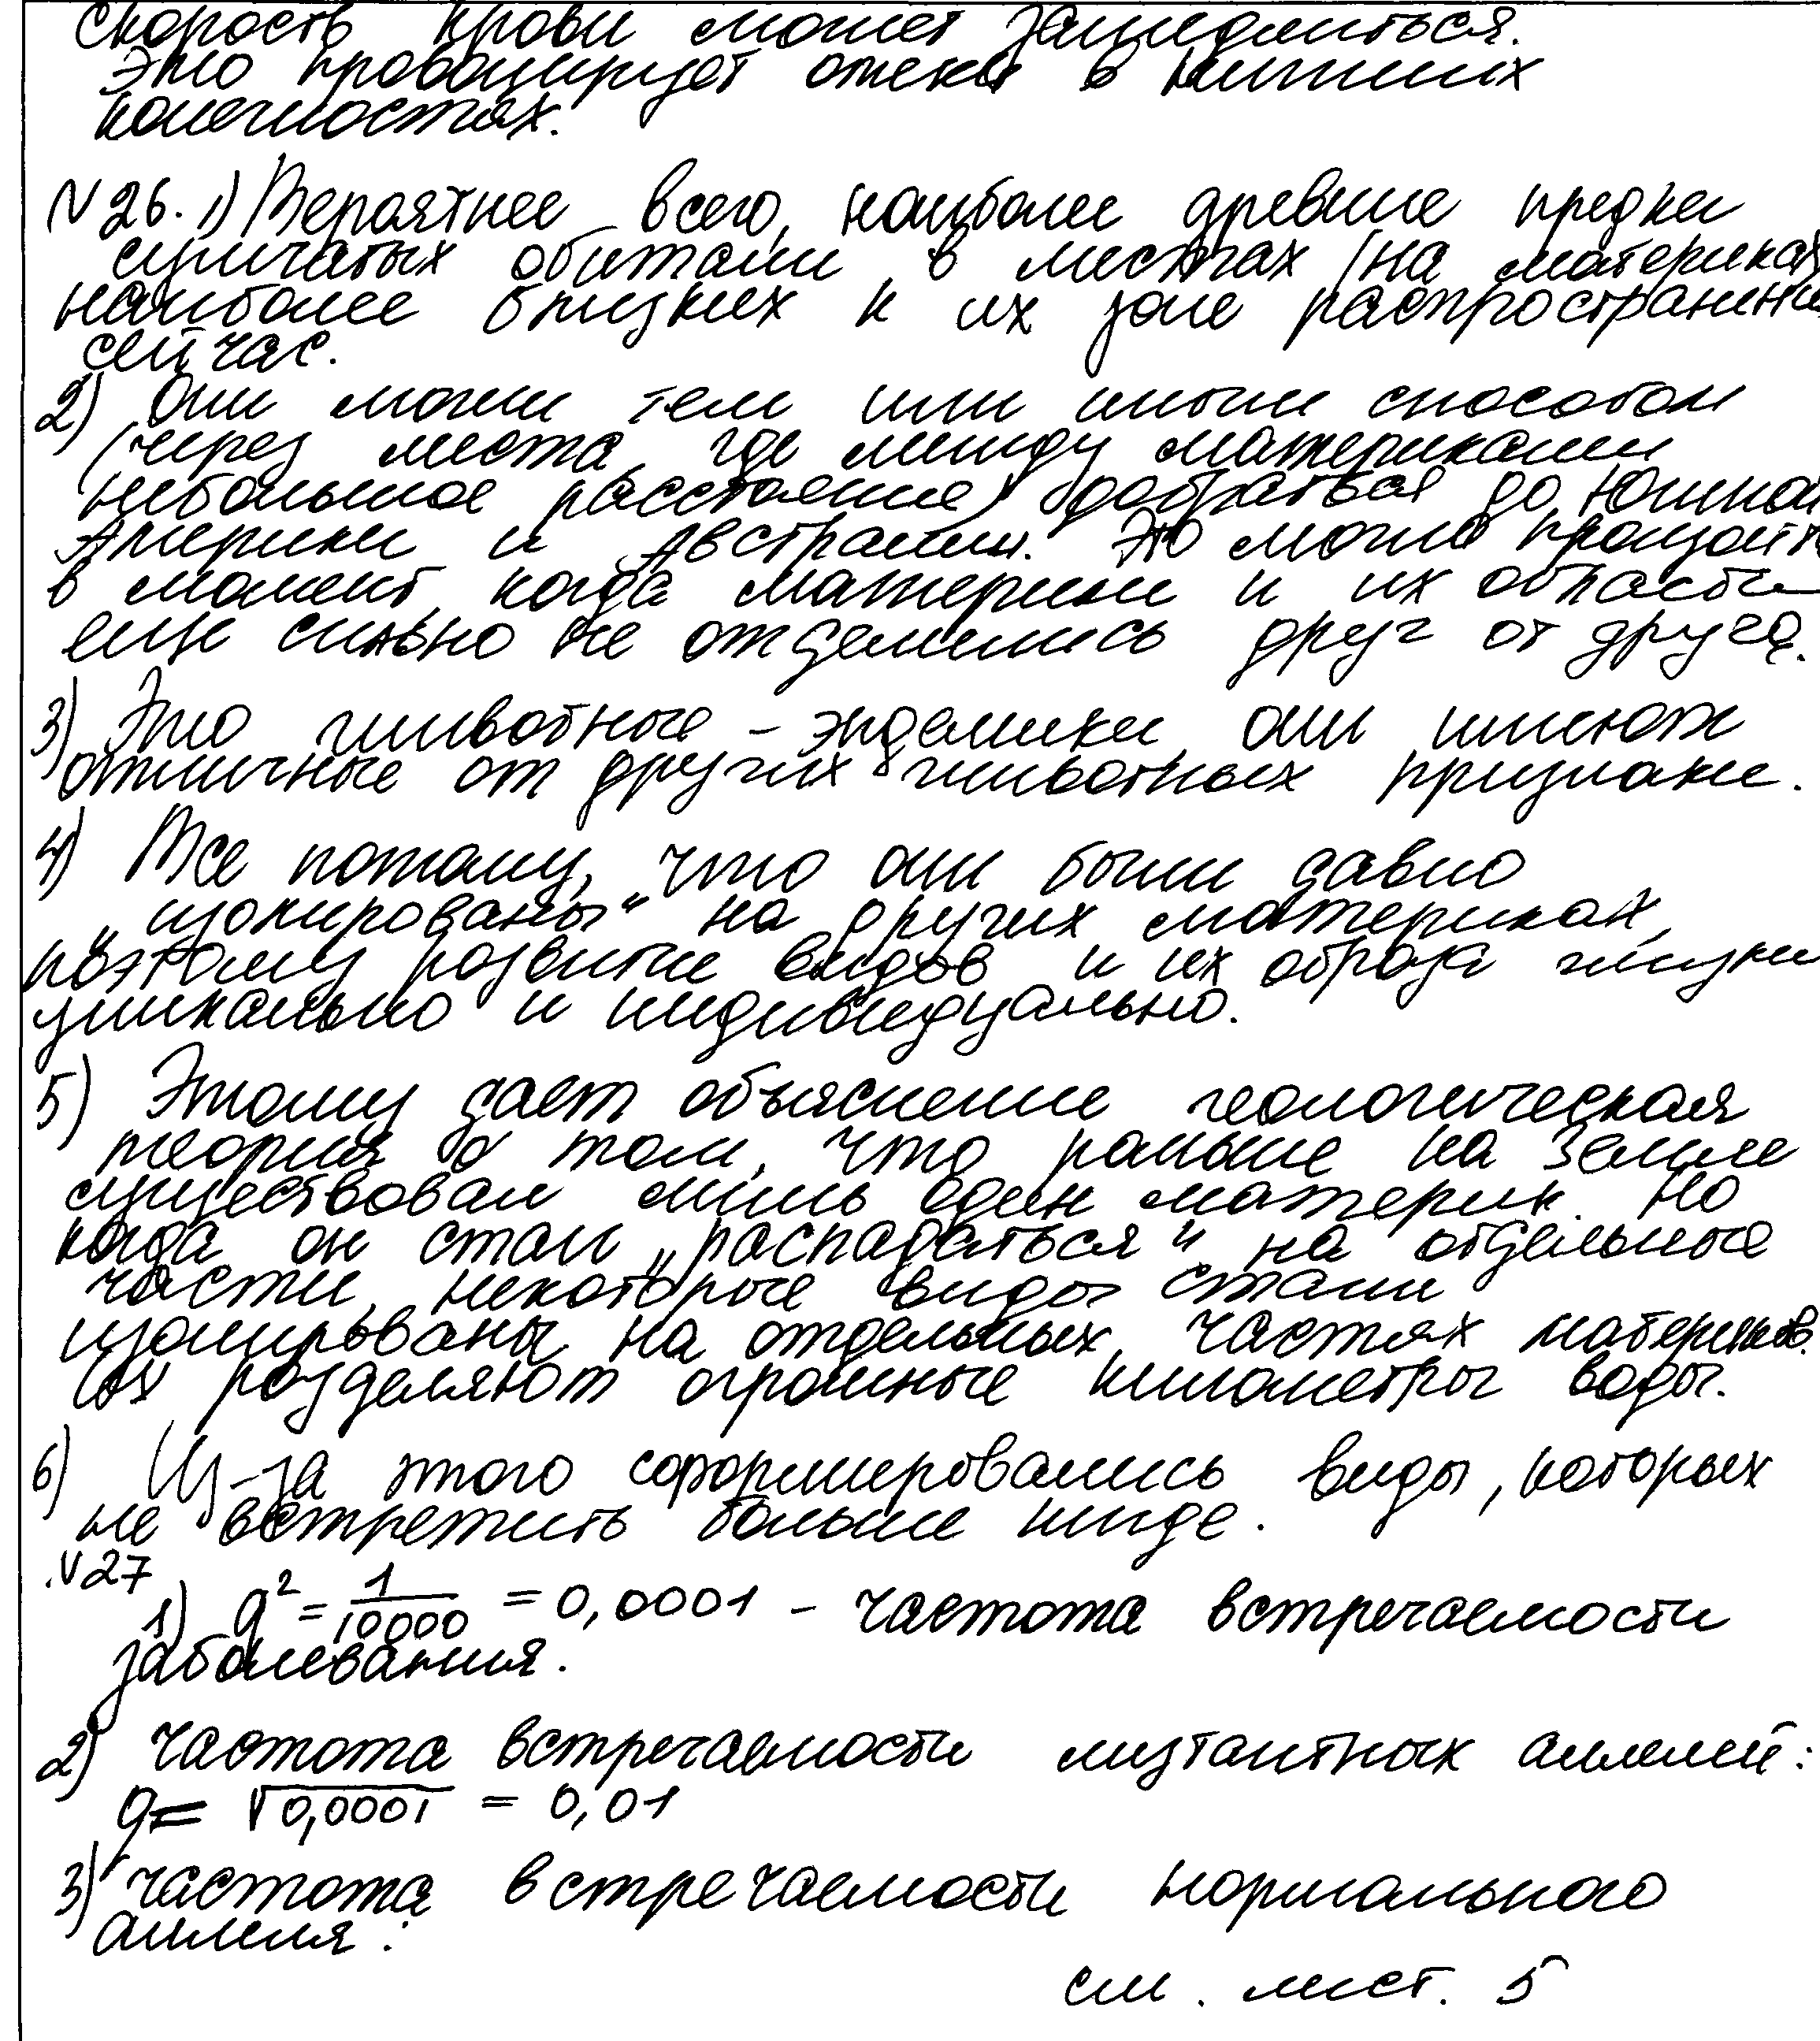 скорость крови может замедлиться.
Это провоцирует отеки в нижних
конечностях.
N26. 1) Вероятнее всего, наиболее древние предки
сумчатых обитали в местах (на материках)
наиболее близких к их зоне распространения
сейчас.
2) Они могли тем или иным способом
(через места, где между материками
небольшое расстояние) добраться до Южной
Америки и Австралии. Это могло произойти
в момент, когда материки и их области
еще сильно не отделились друг от друга.
3) Это животные - эндемики, они имеют
отличные от других животных признаки.
4) Все потому, что они были давно
"изолированы" на других материках,
поэтому развитие видов и их образа жизни
уникально и индивидуально.
5) Этому дает объяснение геологическая
теория о том, что раньше на Земле
существовал лишь один материк. Но
когда он стал "распадаться" на отдельные
части, некоторые виды стали
изолированы на отдельных частях материков.
Их разделяют огромные километры воды.
6) Из-за этого сформировались виды, которых
не встретить больше нигде.
N27
1) q² = 1/10000 = 0,0001 - частота встречаемости
заболевания.
2) частота встречаемости мутантных аллелей:
q = √0,0001 = 0,01
3) частота встречаемости нормального
аллеля:
см. лист. 5